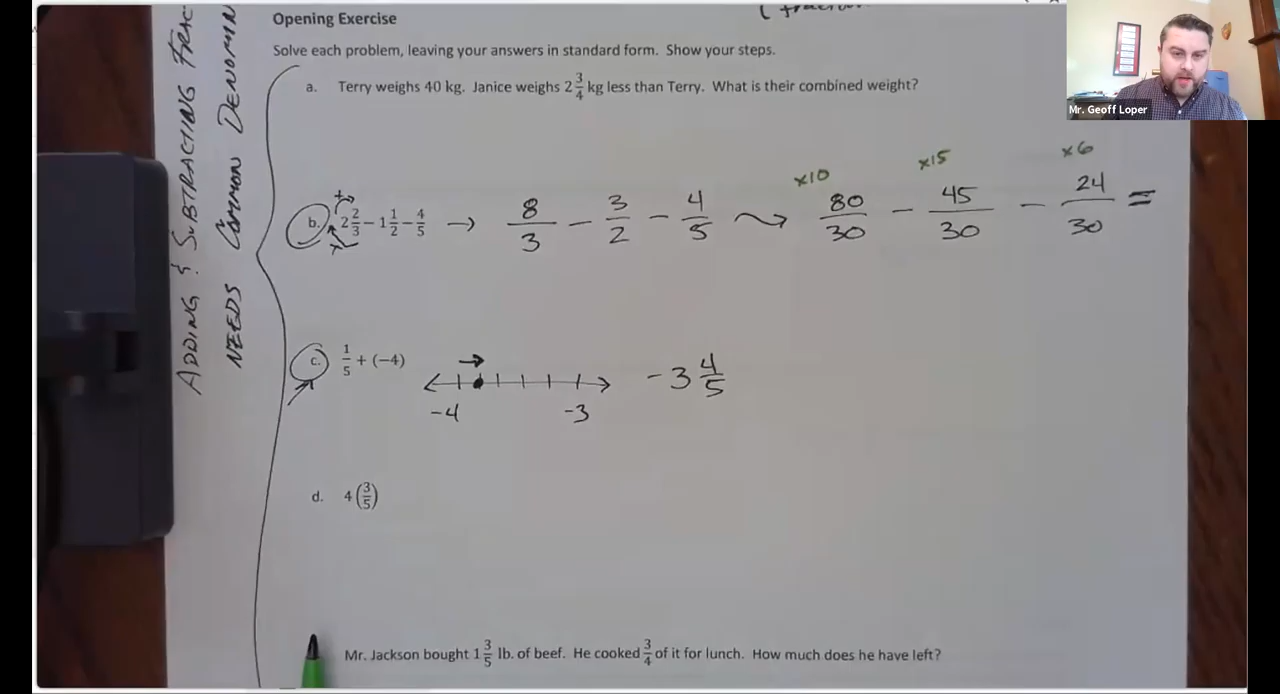 Opening Exercise
Solve each problem, leaving your answers in standard form. Show your steps.
a. Terry weighs 40 kg. Janice weighs 2 3/4 kg less than Terry. What is their combined weight?
Mr. Geoff Loper
ADDING & SUBTRACTING
NEEDS COMMON
×10 ×15 ×6
b. 2 2/3 − 1 1/2 − 4/5 → 8/3 − 3/2 − 4/5 → 80/30 − 45/30 − 24/30 =
+
×
c. 1/5 + (−4)
−4 −3
−3 4/5
d. 4(3/5)
Mr. Jackson bought 1 3/5 lb. of beef. He cooked 3/4 of it for lunch. How much does he have left?